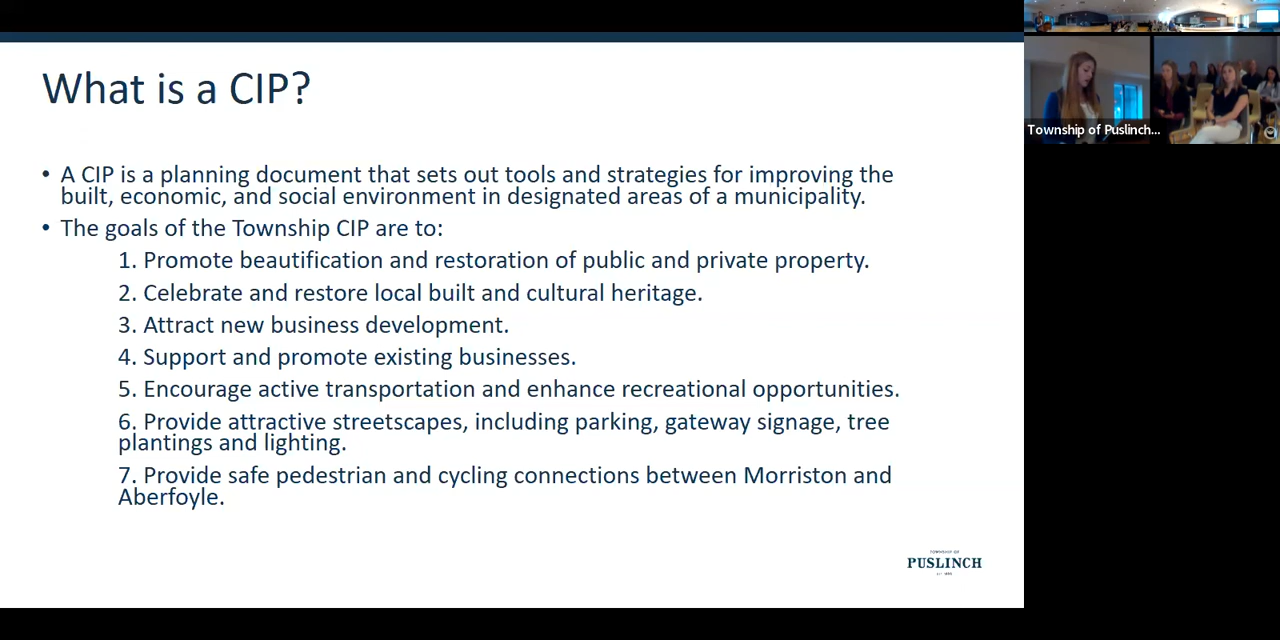 What is a CIP?
• A CIP is a planning document that sets out tools and strategies for improving the
built, economic, and social environment in designated areas of a municipality.
• The goals of the Township CIP are to:
1. Promote beautification and restoration of public and private property.
2. Celebrate and restore local built and cultural heritage.
3. Attract new business development.
4. Support and promote existing businesses.
5. Encourage active transportation and enhance recreational opportunities.
6. Provide attractive streetscapes, including parking, gateway signage, tree
plantings and lighting.
7. Provide safe pedestrian and cycling connections between Morriston and
Aberfoyle.
TOWNSHIP OF
PUSLINCH
Township of Puslinch...